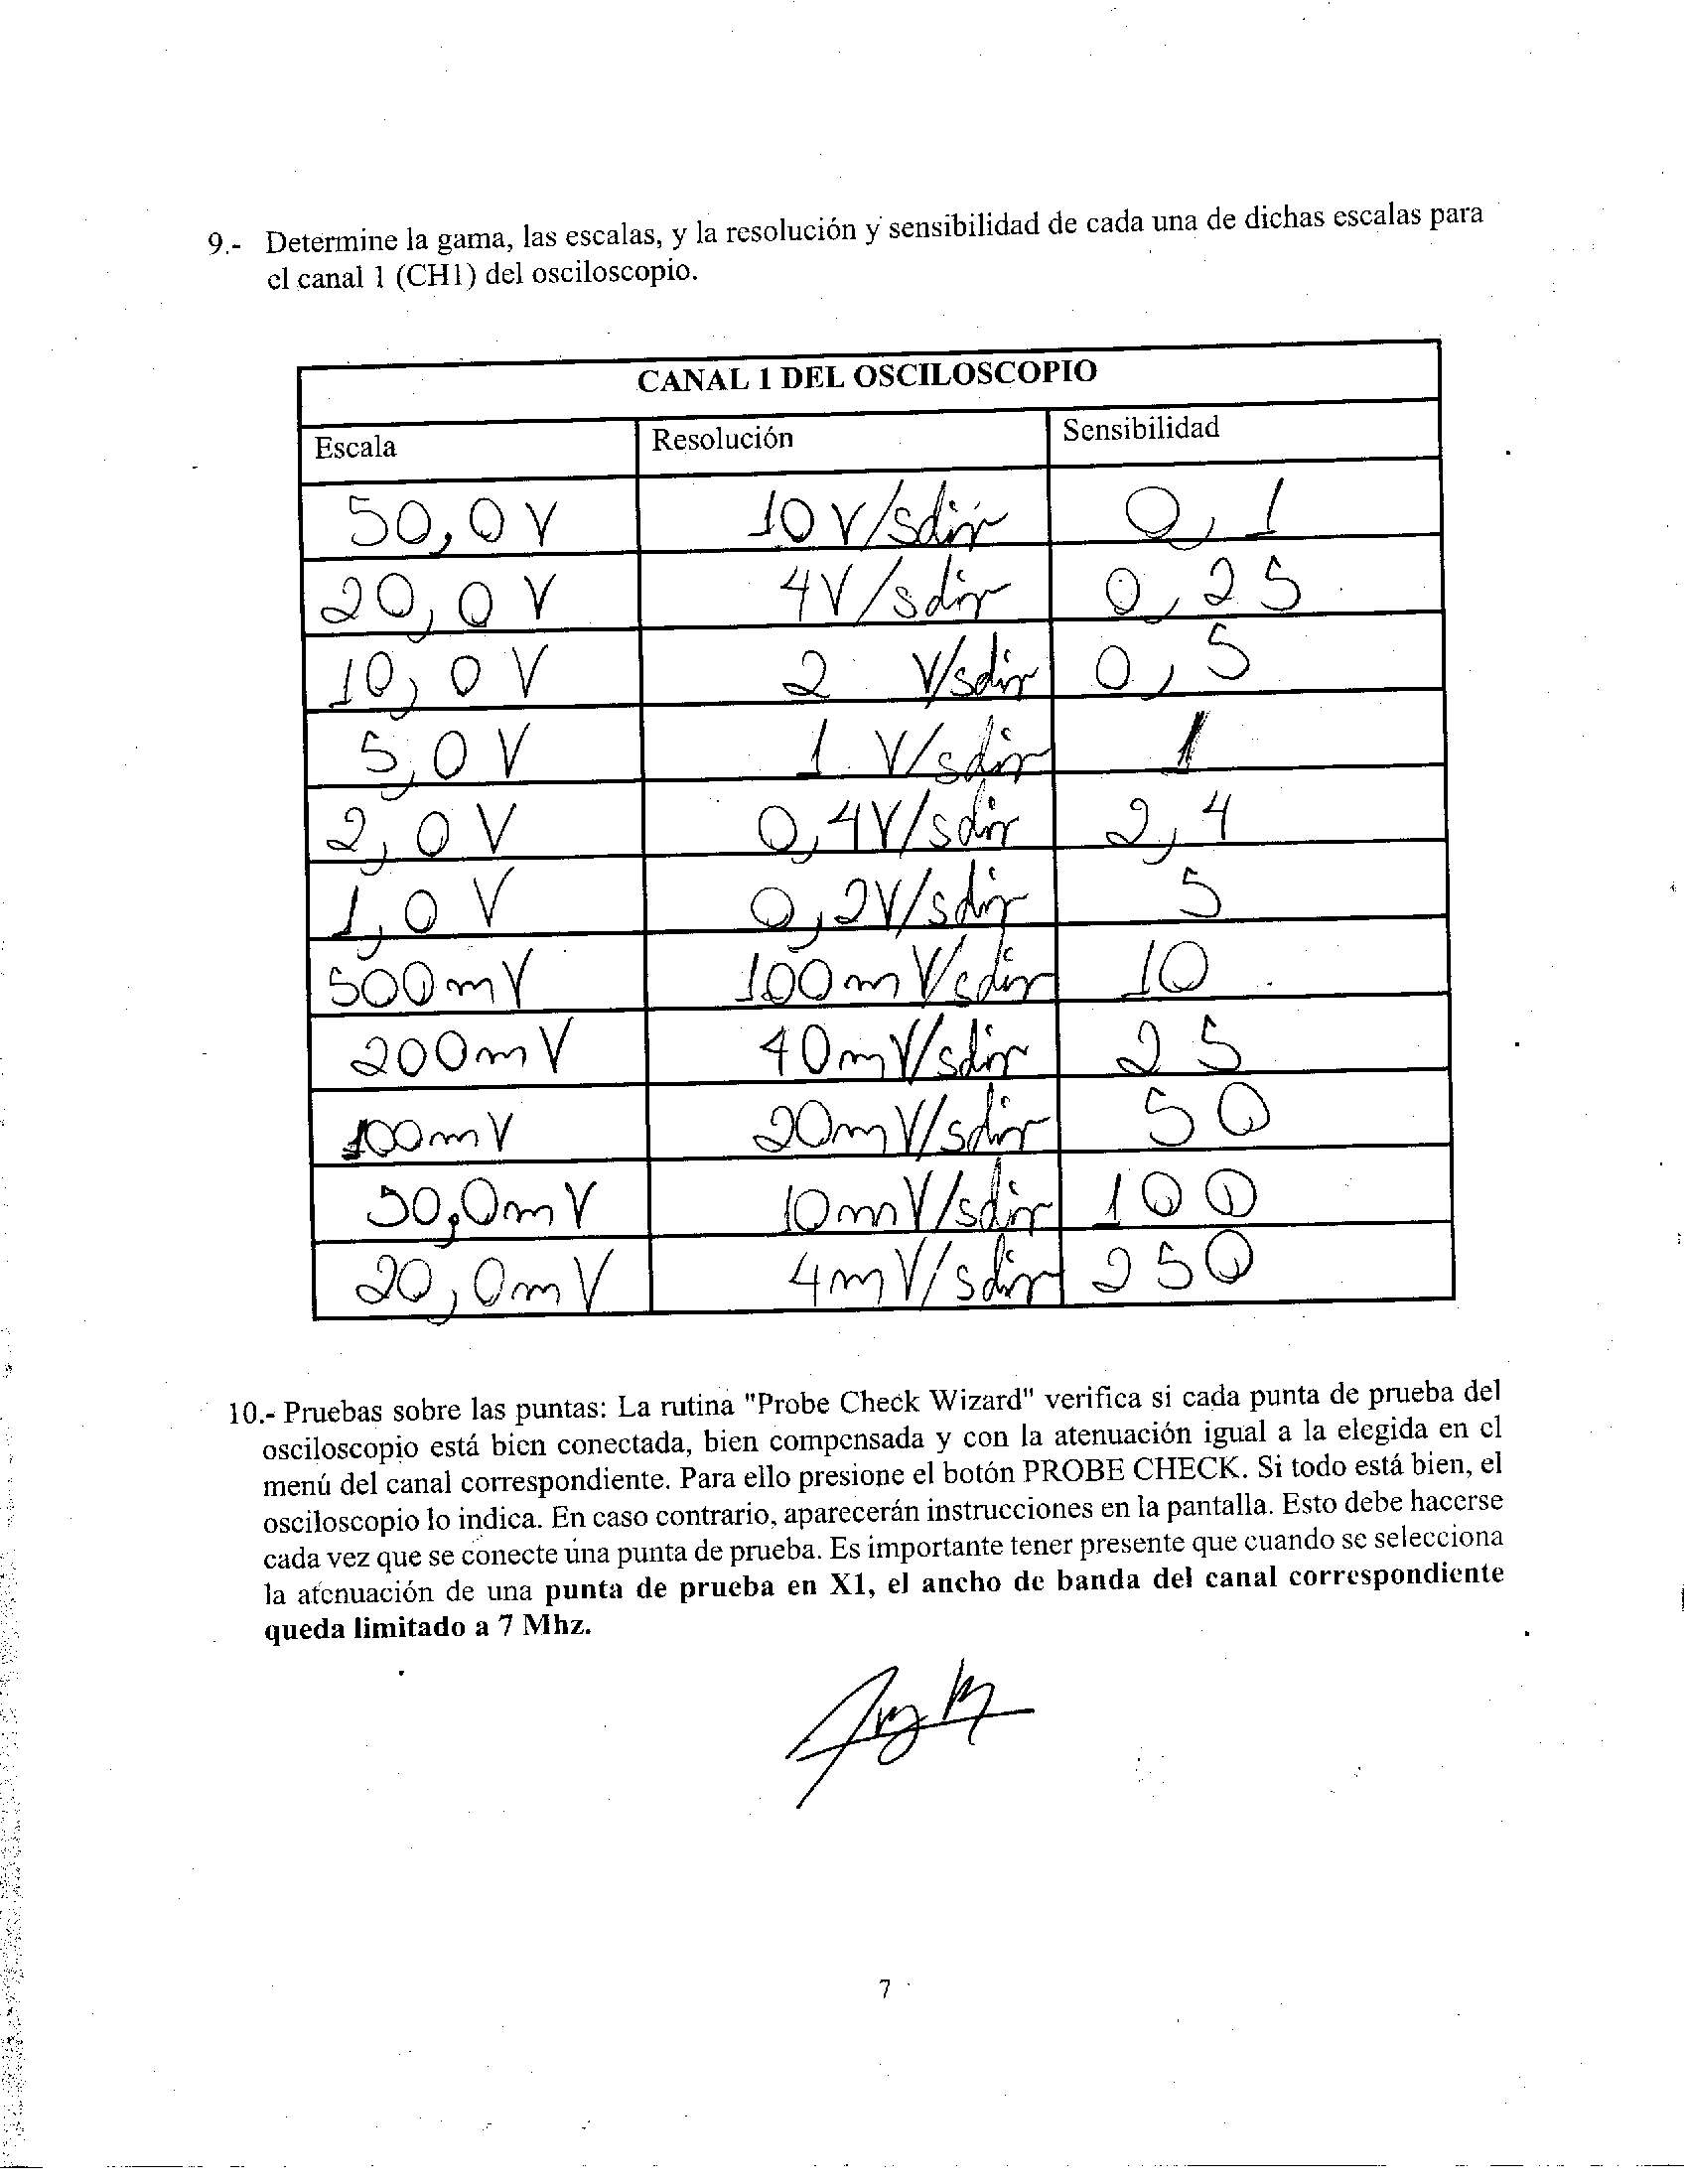 9.- Determine la gama, las escalas, y la resolución y sensibilidad de cada una de dichas escalas para
el canal 1 (CH1) del osciloscopio.
CANAL 1 DEL OSCILOSCOPIO
Escala Resolución Sensibilidad
50,0 V 10 V/sdiv 0,1
20,0 V 4V/sdiv 0,25
10,0 V 2 V/sdiv 0,5
5,0 V 1 V/sdiv 1
2,0 V 0,4V/sdiv 2,4
1,0 V 0,2V/sdiv 5
500mV 100mV/sdiv 10
200mV 40mV/sdiv 25
100mV 20mV/sdiv 50
50,0mV 10mV/sdiv 100
20,0mV 4mV/sdiv 250
10.- Pruebas sobre las puntas: La rutina "Probe Check Wizard" verifica si cada punta de prueba del
osciloscopio está bien conectada, bien compensada y con la atenuación igual a la elegida en el
menú del canal correspondiente. Para ello presione el botón PROBE CHECK. Si todo está bien, el
osciloscopio lo indica. En caso contrario, aparecerán instrucciones en la pantalla. Esto debe hacerse
cada vez que se conecte una punta de prueba. Es importante tener presente que cuando se selecciona
la atenuación de una punta de prueba en X1, el ancho de banda del canal correspondiente
queda limitado a 7 Mhz.
7